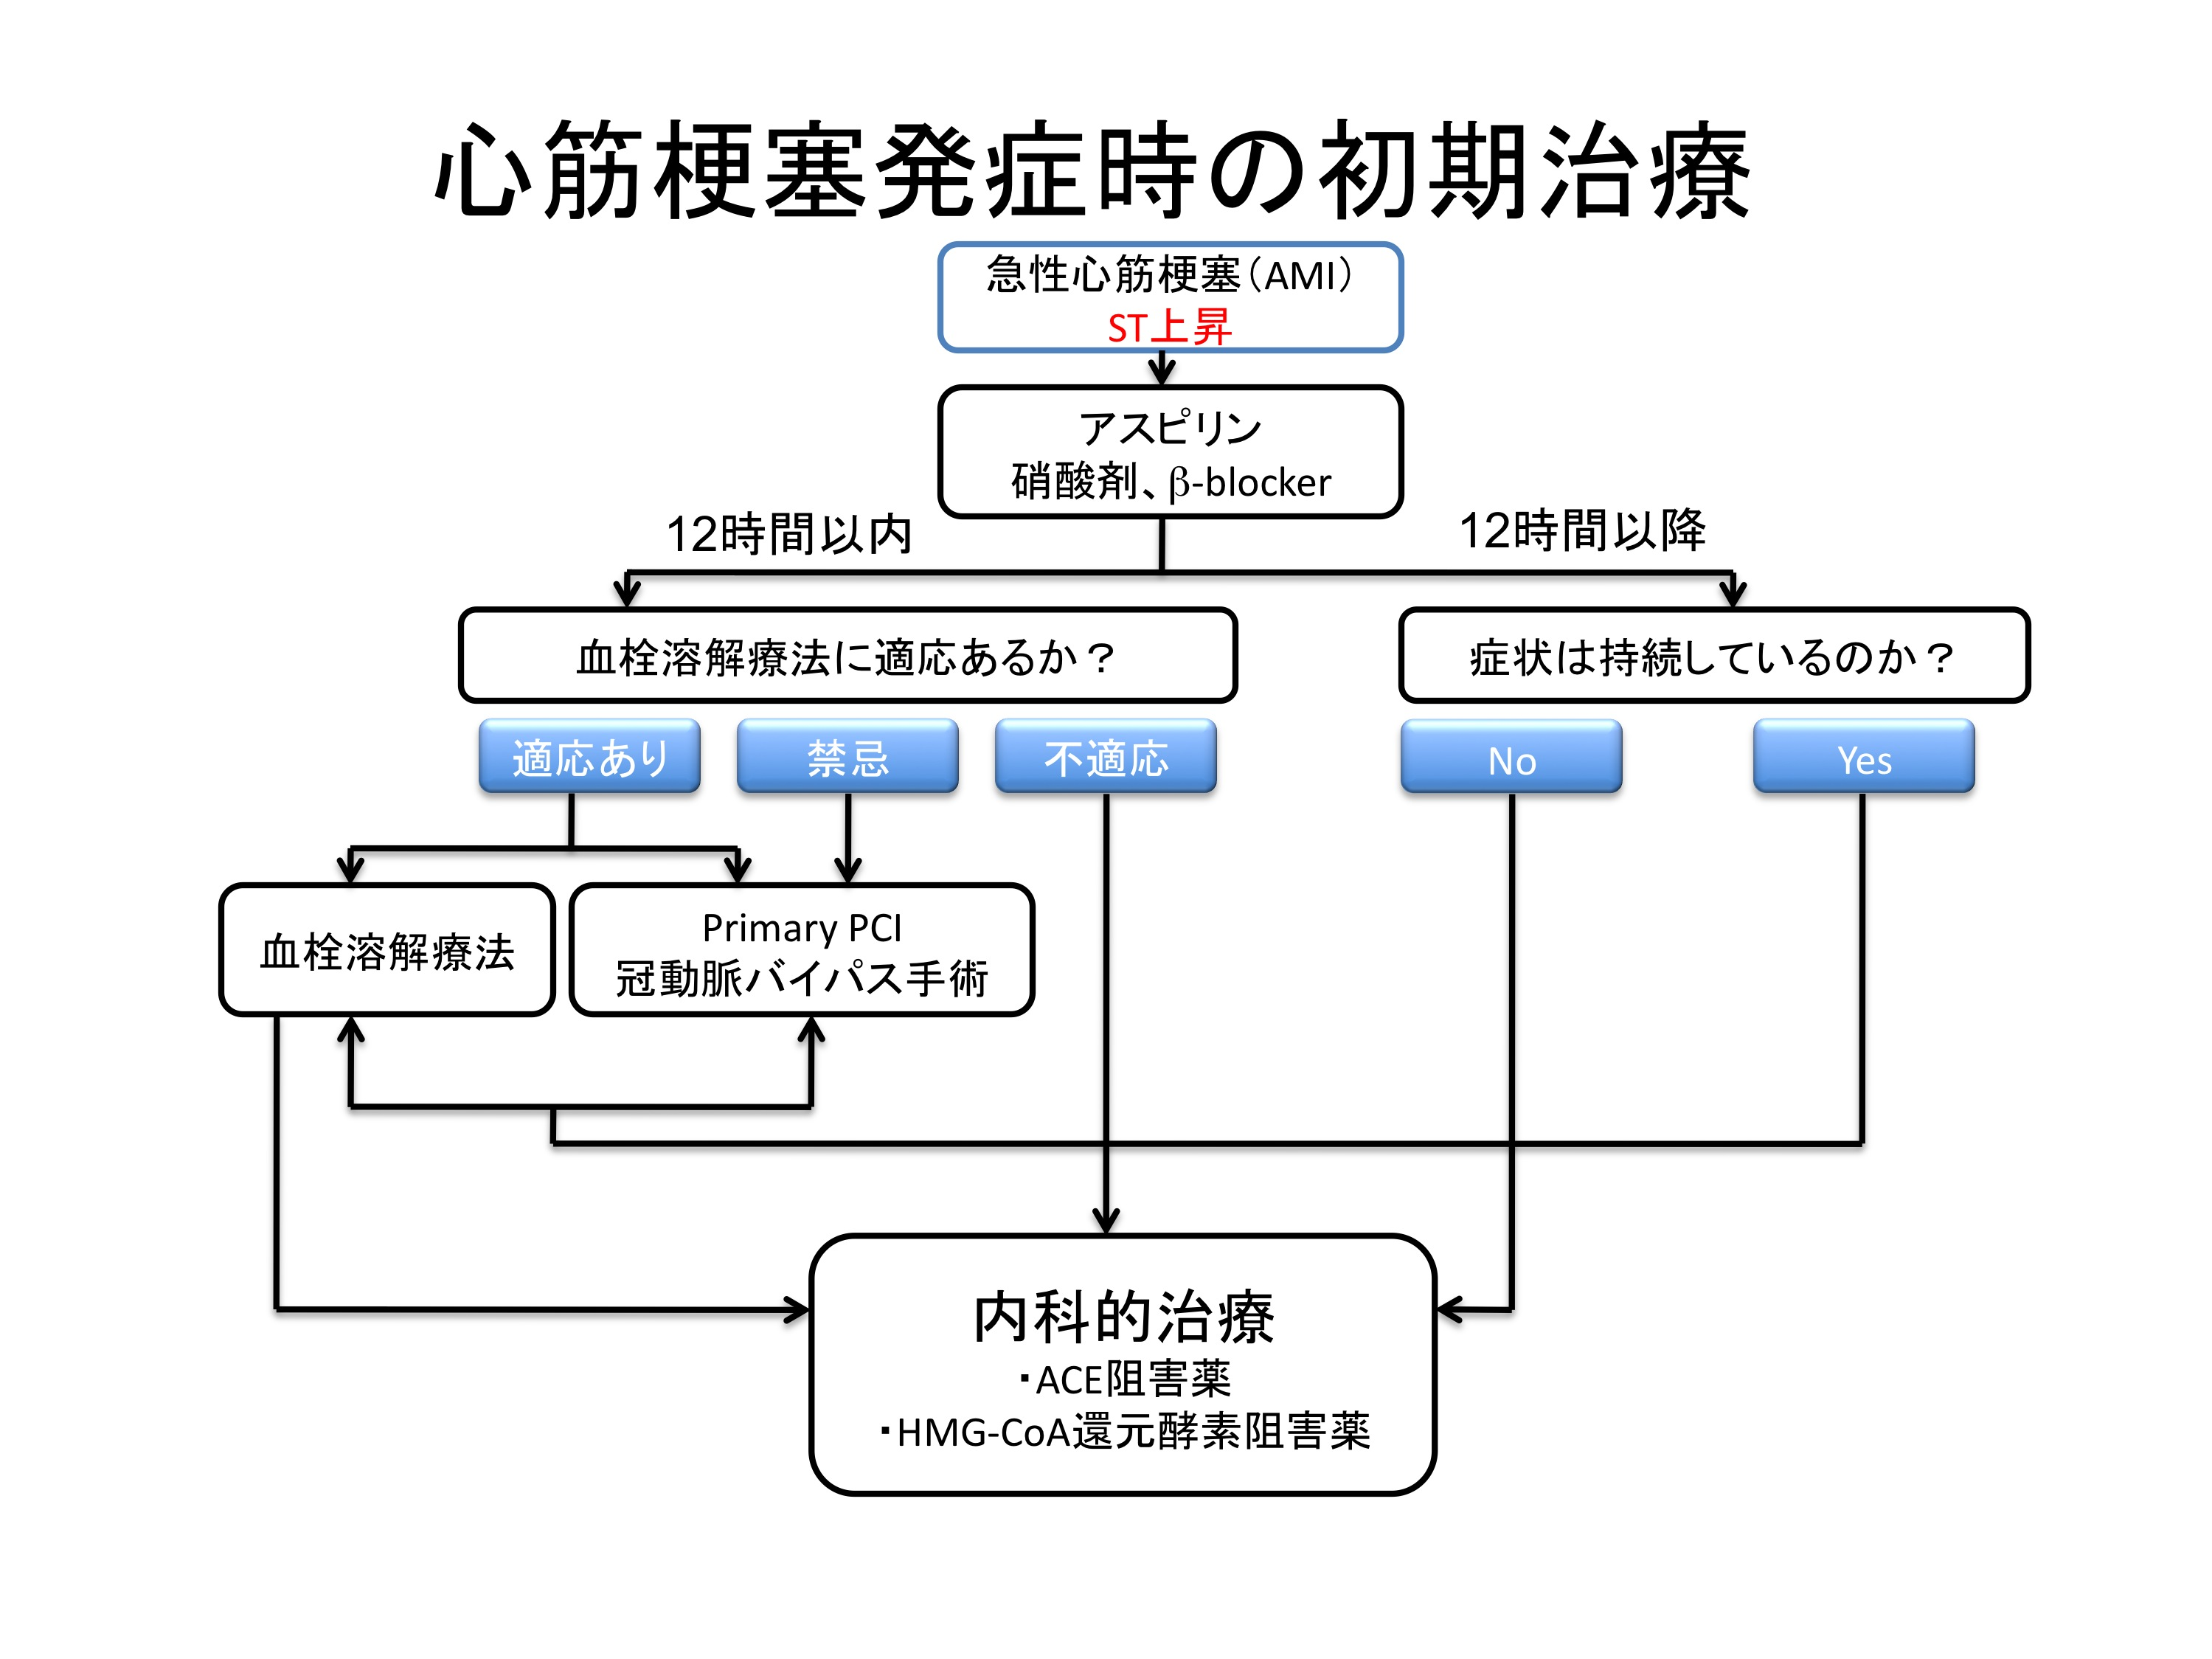 心筋梗塞発症時の初期治療
急性心筋梗塞（AMI）
ST上昇
アスピリン
硝酸剤、β-blocker
12時間以内
12時間以降
血栓溶解療法に適応あるか？
症状は持続しているのか？
適応あり
禁忌
不適応
No
Yes
血栓溶解療法
Primary PCI
冠動脈バイパス手術
内科的治療
・ACE阻害薬
・HMG-CoA還元酵素阻害薬